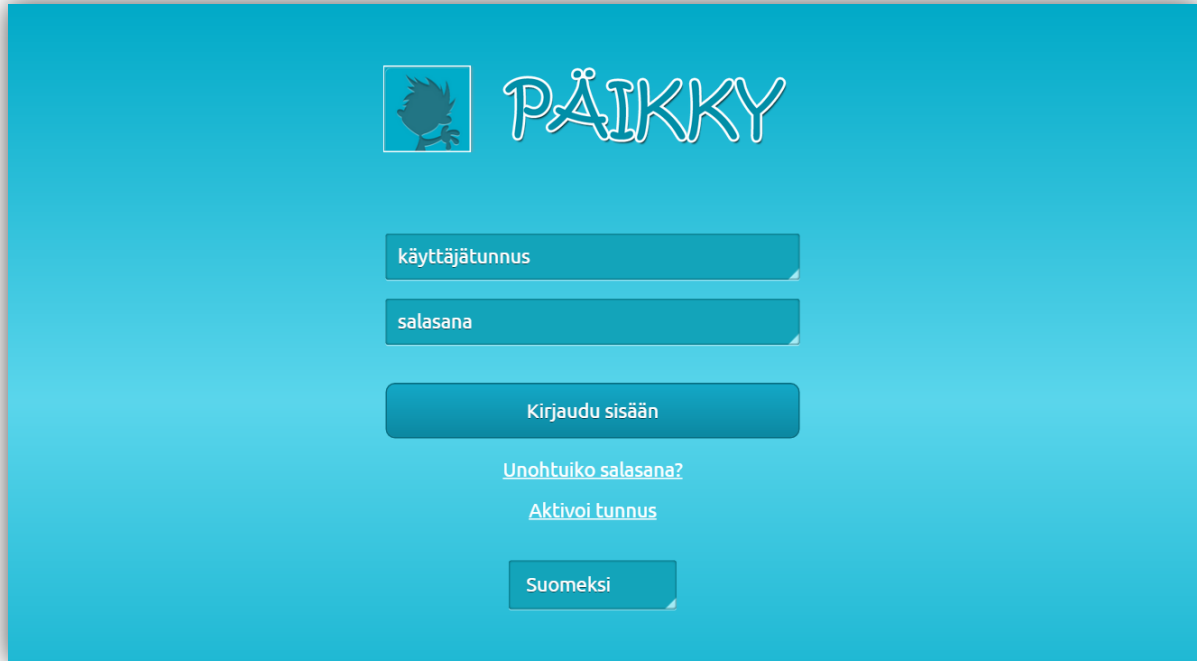 PÄIKKY
käyttäjätunnus
salasana
Kirjaudu sisään
Unohtuiko salasana?
Aktivoi tunnus
Suomeksi